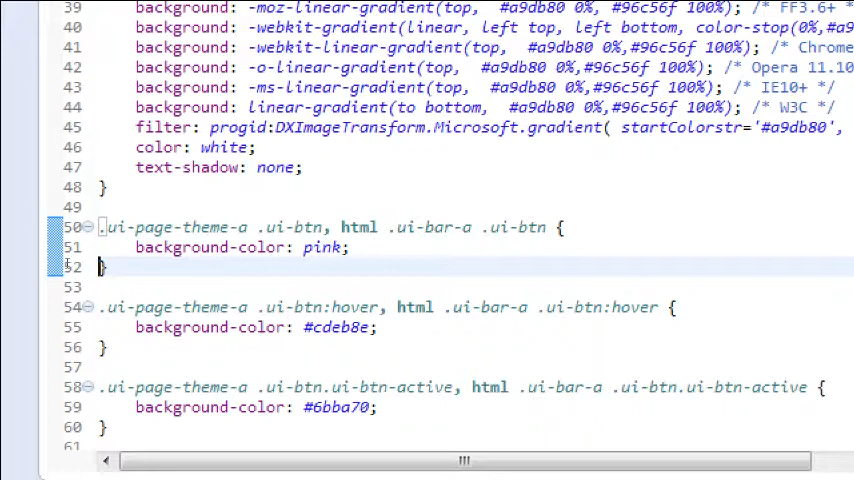 39 background: -moz-linear-gradient(top, #a9db80 0%, #96c56f 100%); /* FF3.6+ *
40 background: -webkit-gradient(linear, left top, left bottom, color-stop(0%,#a9
41 background: -webkit-linear-gradient(top, #a9db80 0%,#96c56f 100%); /* Chrome
42 background: -o-linear-gradient(top, #a9db80 0%,#96c56f 100%); /* Opera 11.10
43 background: -ms-linear-gradient(top, #a9db80 0%,#96c56f 100%); /* IE10+ */
44 background: linear-gradient(to bottom, #a9db80 0%,#96c56f 100%); /* W3C */
45 filter: progid:DXImageTransform.Microsoft.gradient( startColorstr='#a9db80',
46 color: white;
47 text-shadow: none;
48 }
49
50 .ui-page-theme-a .ui-btn, html .ui-bar-a .ui-btn {
51 background-color: pink;
52 }
53
54 .ui-page-theme-a .ui-btn:hover, html .ui-bar-a .ui-btn:hover {
55 background-color: #cdeb8e;
56 }
57
58 .ui-page-theme-a .ui-btn.ui-btn-active, html .ui-bar-a .ui-btn.ui-btn-active {
59 background-color: #6bba70;
60 }
61